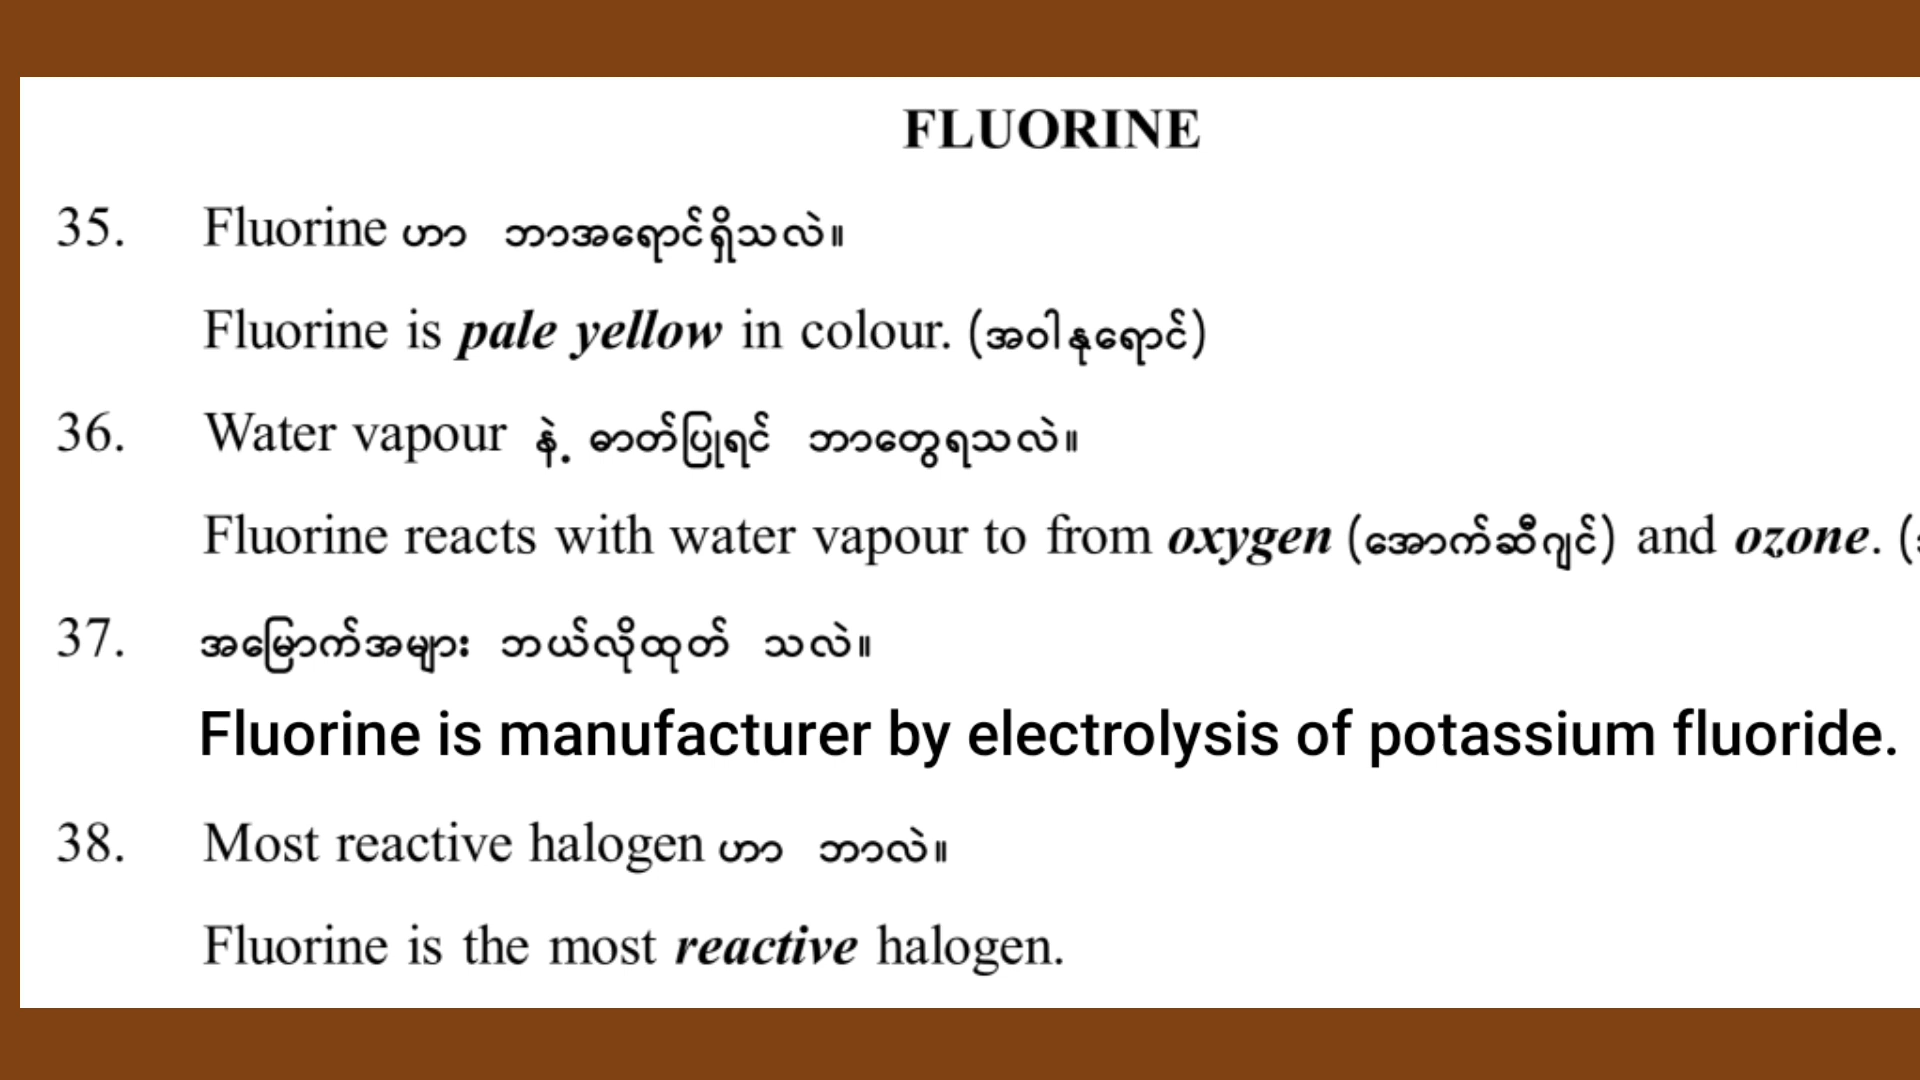 FLUORINE
35. Fluorine ဟာ ဘာအရောင်ရှိသလဲ။
Fluorine is pale yellow in colour. (အဝါနုရောင်)
36. Water vapour နဲ့ ဓာတ်ပြုရင် ဘာတွေရသလဲ။
Fluorine reacts with water vapour to from oxygen (အောက်ဆီဂျင်) and ozone. (
37. အမြောက်အများ ဘယ်လိုထုတ် သလဲ။
Fluorine is manufacturer by electrolysis of potassium fluoride.
38. Most reactive halogen ဟာ ဘာလဲ။
Fluorine is the most reactive halogen.